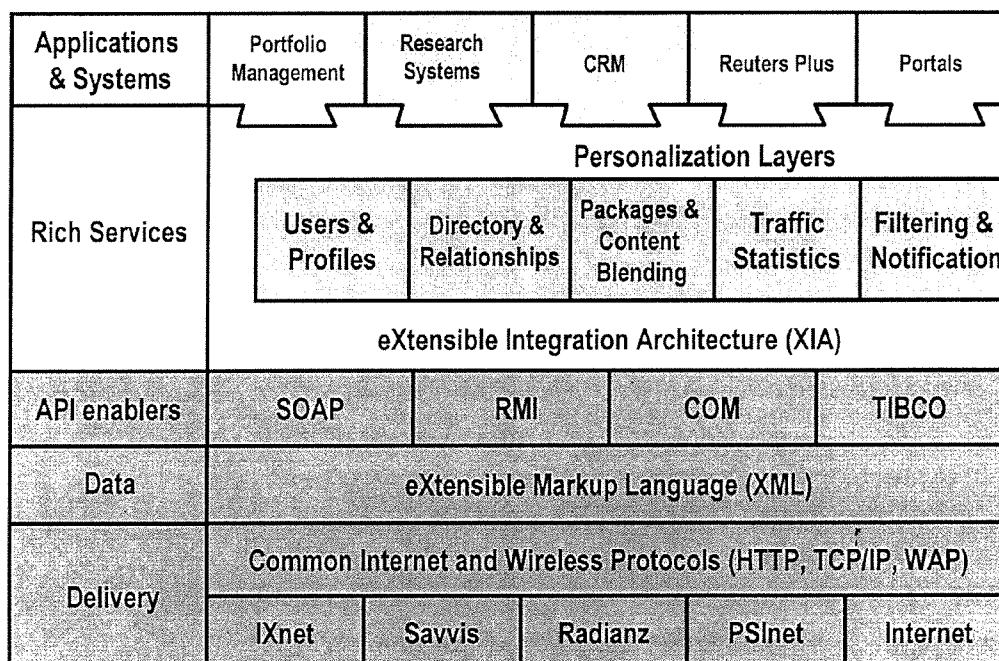 Applications
& Systems
Portfolio
Management
Research
Systems
CRM
Reuters Plus
Portals
Rich Services
Personalization Layers
Users &
Profiles
Directory &
Relationships
Packages &
Content
Blending
Traffic
Statistics
Filtering &
Notification
eXtensible Integration Architecture (XIA)
API enablers
SOAP
RMI
COM
TIBCO
Data
eXtensible Markup Language (XML)
Delivery
Common Internet and Wireless Protocols (HTTP, TCP/IP, WAP)
IXnet
Savvis
Radianz
PSInet
Internet